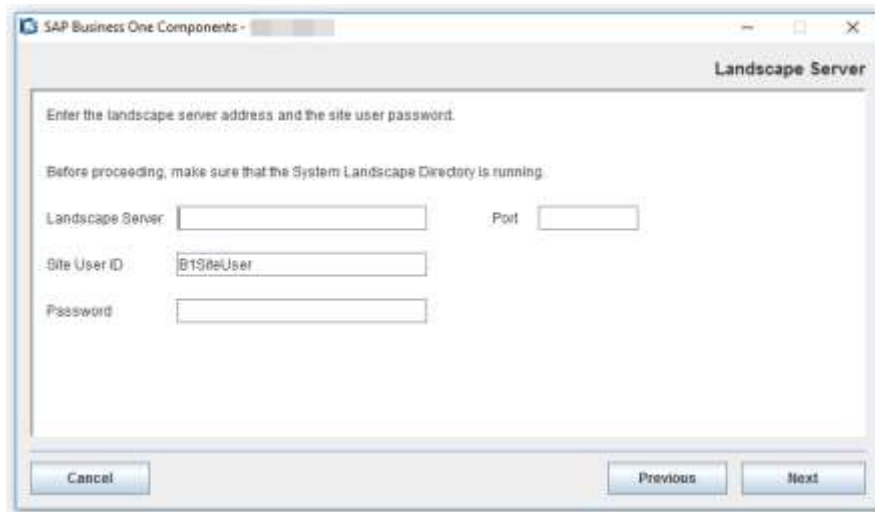 SAP Business One Components -
Landscape Server
Enter the landscape server address and the site user password.
Before proceeding, make sure that the System Landscape Directory is running.
Landscape Server Port
Site User ID B1SiteUser
Password
Cancel Previous Next